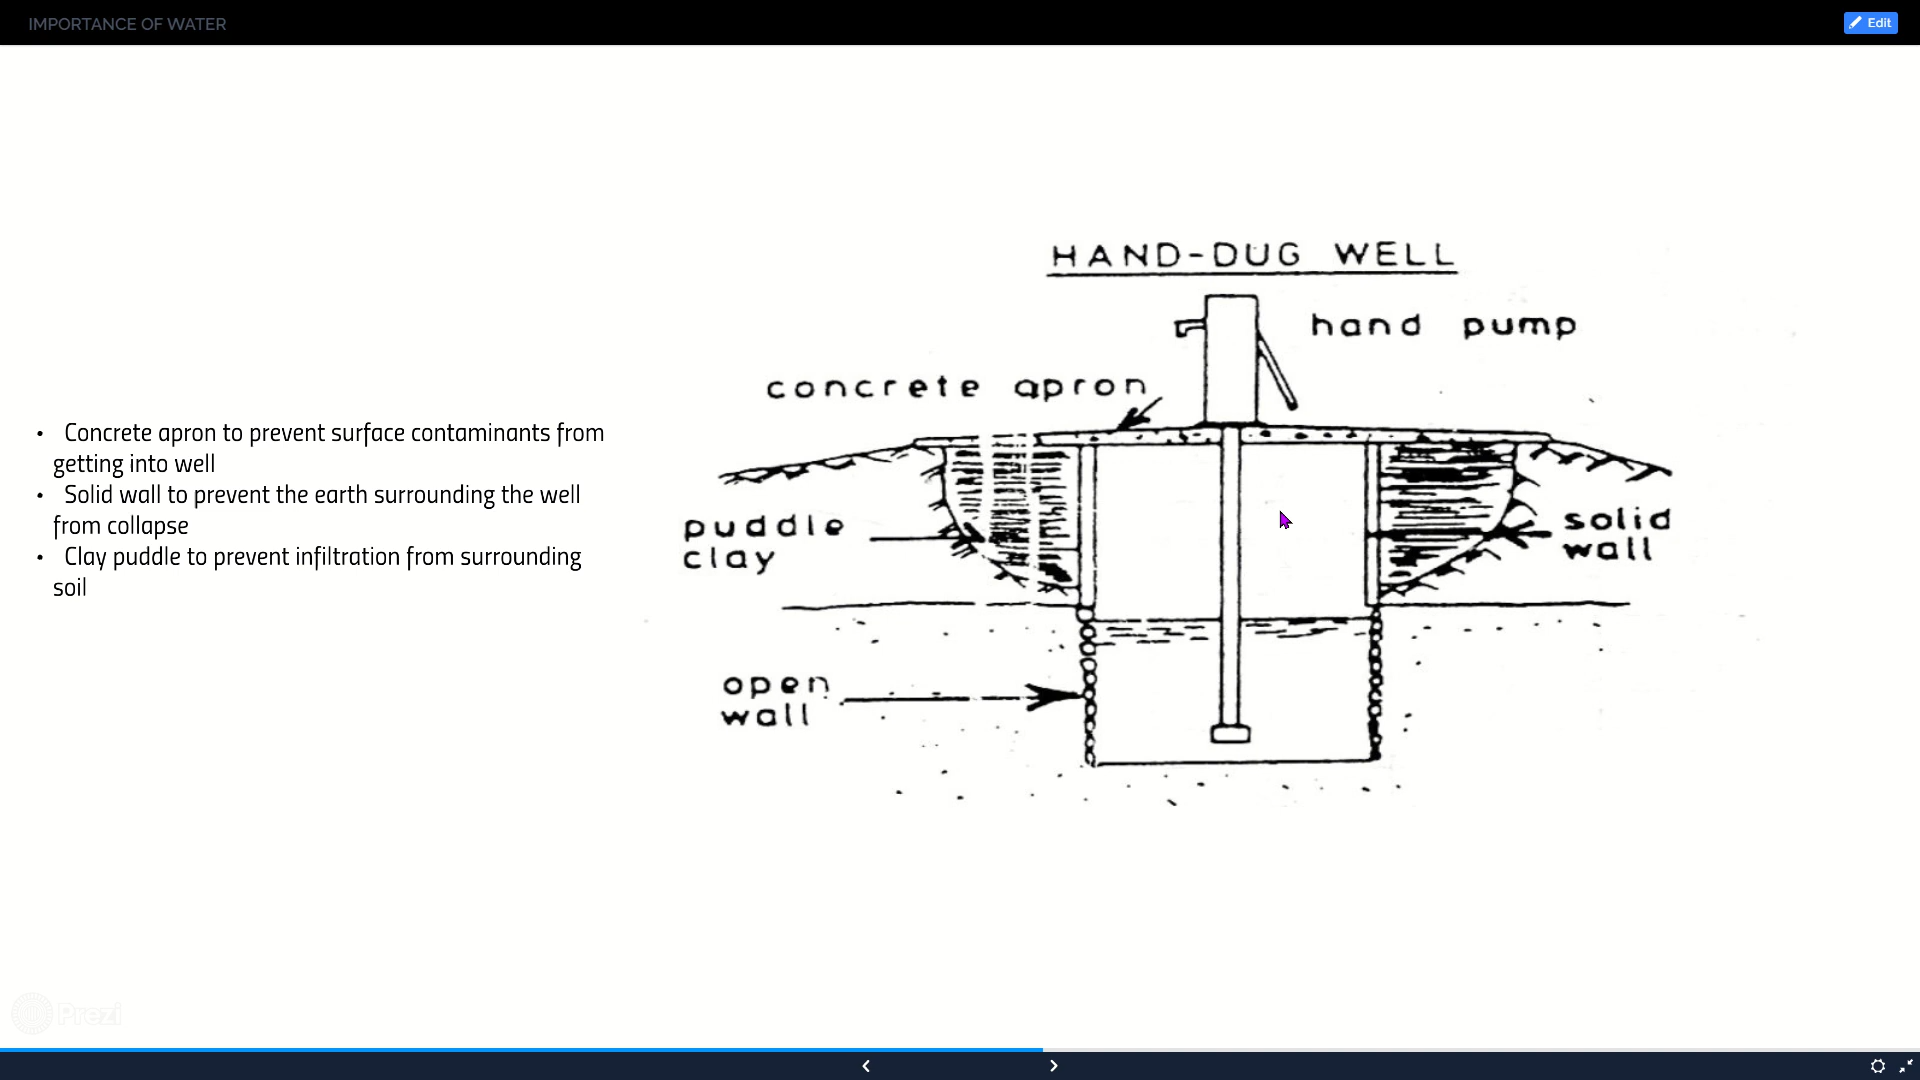 IMPORTANCE OF WATER
Edit
HAND-DUG WELL
hand pump
concrete apron
• Concrete apron to prevent surface contaminants from
getting into well
• Solid wall to prevent the earth surrounding the well
from collapse
• Clay puddle to prevent infiltration from surrounding
soil
puddle
clay
solid
wall
open
wall
Prezi